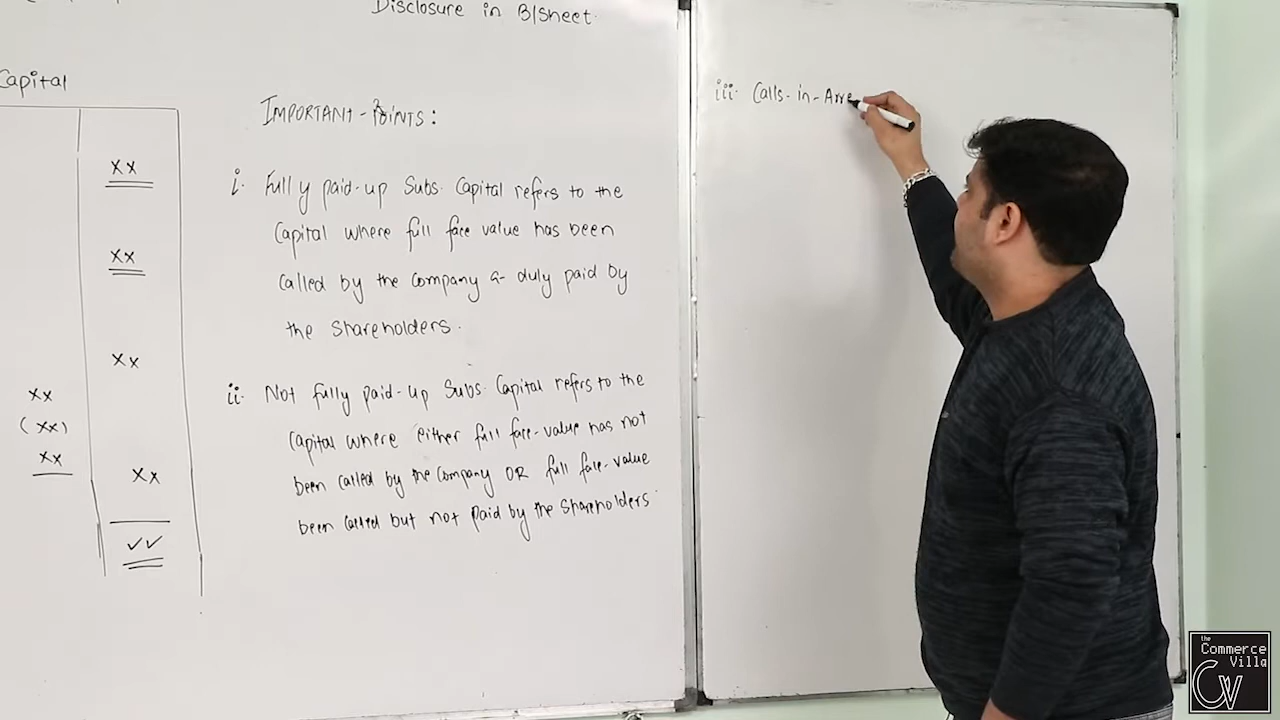 Disclosure in B/Sheet.
Capital
XX
XX
XX
XX
(XX)
XX
XX
✓✓
IMPORTANT-POINTS:
i. Fully paid-up Subs. Capital refers to the
Capital where full face value has been
called by the Company & duly paid by
the Shareholders.
ii. Not fully paid-up Subs. Capital refers to the
Capital where either full face-value has not
been called by the Company OR full face-value
been called but not paid by the Shareholders.
iii. Calls-in-Arre
the
Commerce
Villa
CV